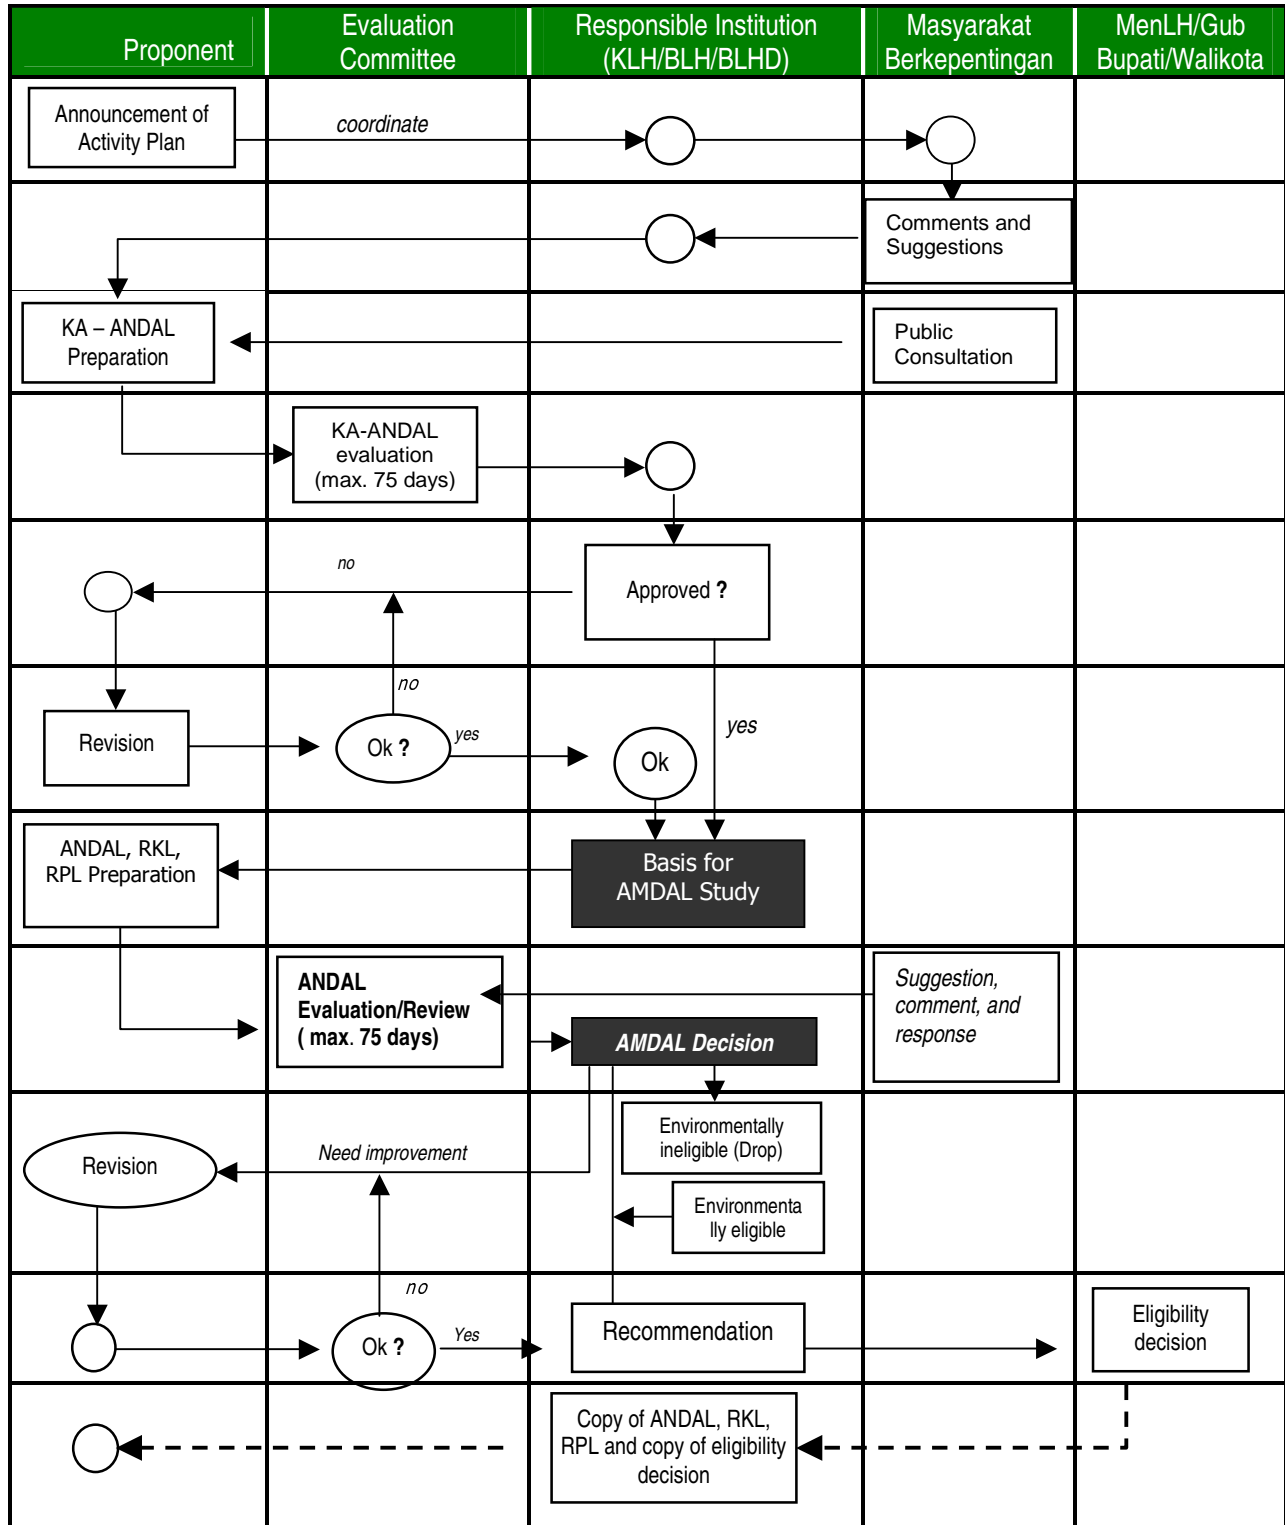 Proponent
Evaluation
Committee
Responsible Institution
(KLH/BLH/BLHD)
Masyarakat
Berkepentingan
MenLH/Gub
Bupati/Walikota
Announcement of
Activity Plan
coordinate
Comments and
Suggestions
KA – ANDAL
Preparation
Public
Consultation
KA-ANDAL
evaluation
(max. 75 days)
no
Approved ?
no
Revision
Ok ?
yes
Ok
yes
ANDAL, RKL,
RPL Preparation
Basis for
AMDAL Study
ANDAL
Evaluation/Review
( max. 75 days)
AMDAL Decision
Suggestion,
comment, and
response
Environmentally
ineligible (Drop)
Revision
Need improvement
Environmenta
lly eligible
no
Ok ?
Yes
Recommendation
Eligibility
decision
Copy of ANDAL, RKL,
RPL and copy of eligibility
decision